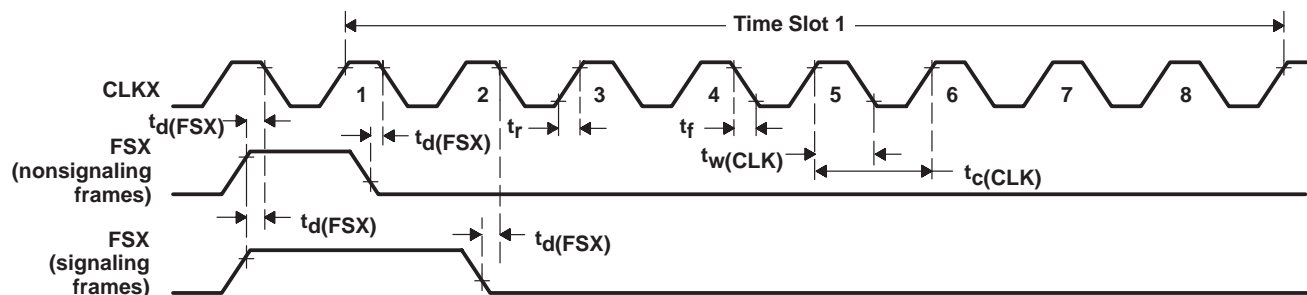 Time Slot 1
CLKX
1 2 3 4 5 6 7 8
td(FSX)
td(FSX)
tr
tf
tw(CLK)
tc(CLK)
FSX
(nonsignaling
frames)
td(FSX)
td(FSX)
FSX
(signaling
frames)